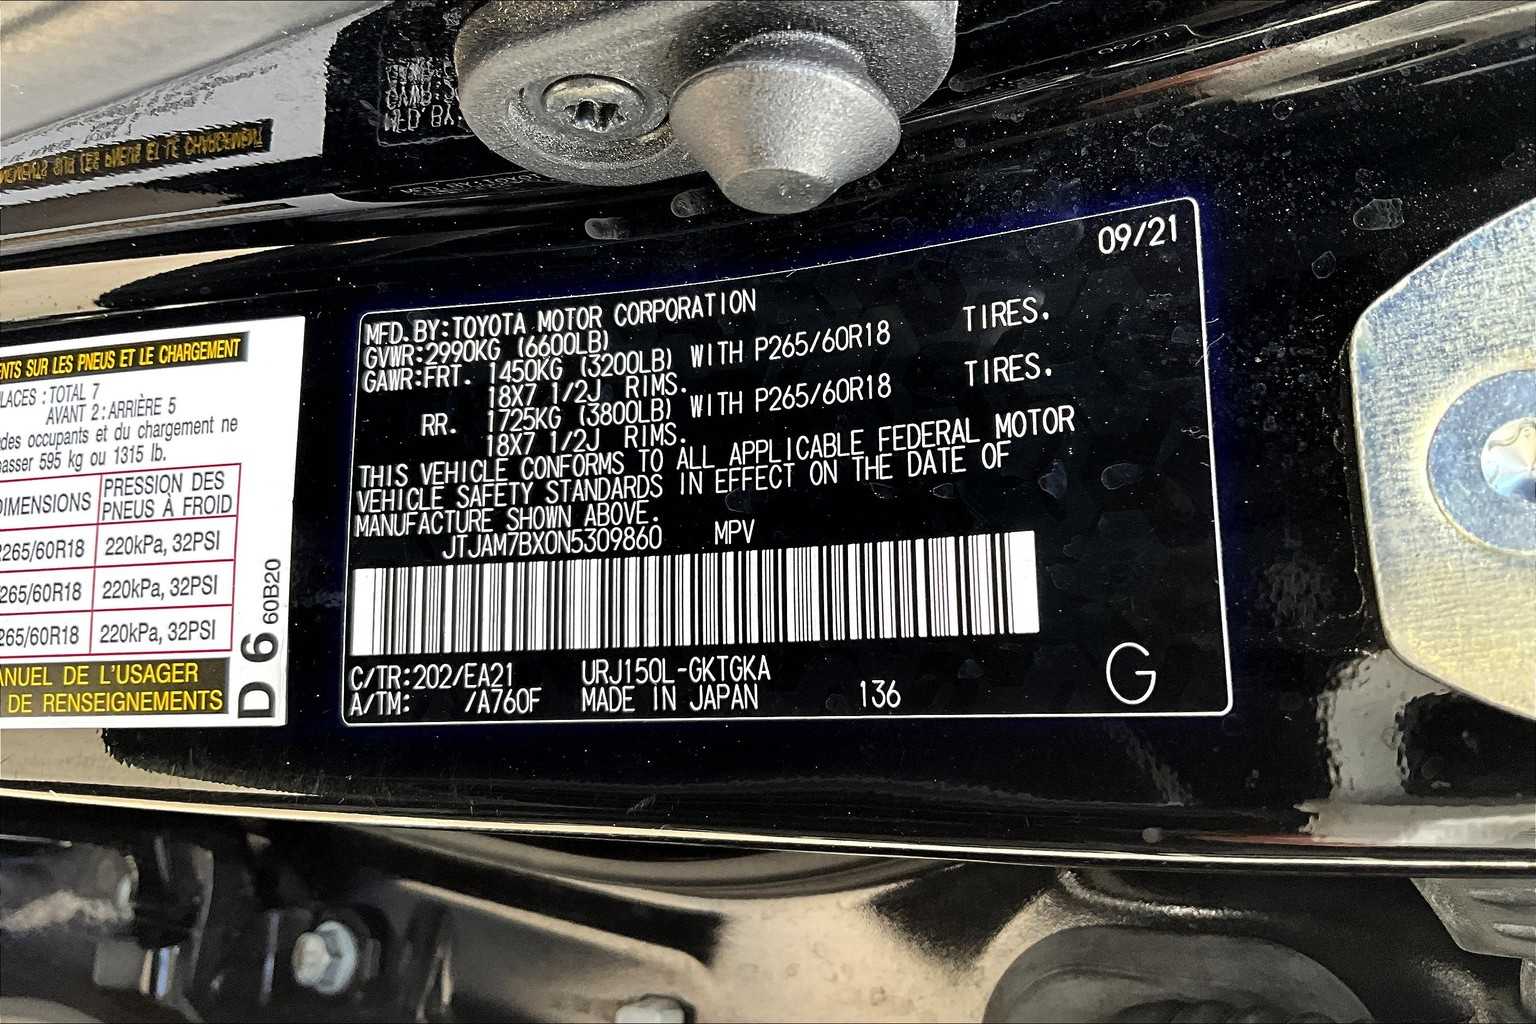 09/21
MFD.BY:TOYOTA MOTOR CORPORATION
GVWR:2990KG (6600LB)
GAWR:FRT. 1450KG (3200LB) WITH P265/60R18 TIRES.
18X7 1/2J RIMS.
RR. 1725KG (3800LB) WITH P265/60R18 TIRES.
18X7 1/2J RIMS.
THIS VEHICLE CONFORMS TO ALL APPLICABLE FEDERAL MOTOR
VEHICLE SAFETY STANDARDS IN EFFECT ON THE DATE OF
MANUFACTURE SHOWN ABOVE.
JTJAM7BX0N5309860 MPV
C/TR:202/EA21 URJ150L-GKTGKA
A/TM: /A760F MADE IN JAPAN 136 G
SUR LES PNEUS ET LE CHARGEMENT
: TOTAL 7
AVANT 2 : ARRIÈRE 5
des occupants et du chargement ne
595 kg ou 1315 lb.
DIMENSIONS PRESSION DES
PNEUS À FROID
265/60R18 220kPa, 32PSI
265/60R18 220kPa, 32PSI
265/60R18 220kPa, 32PSI
DE L'USAGER
DE RENSEIGNEMENTS
D 6 60B20